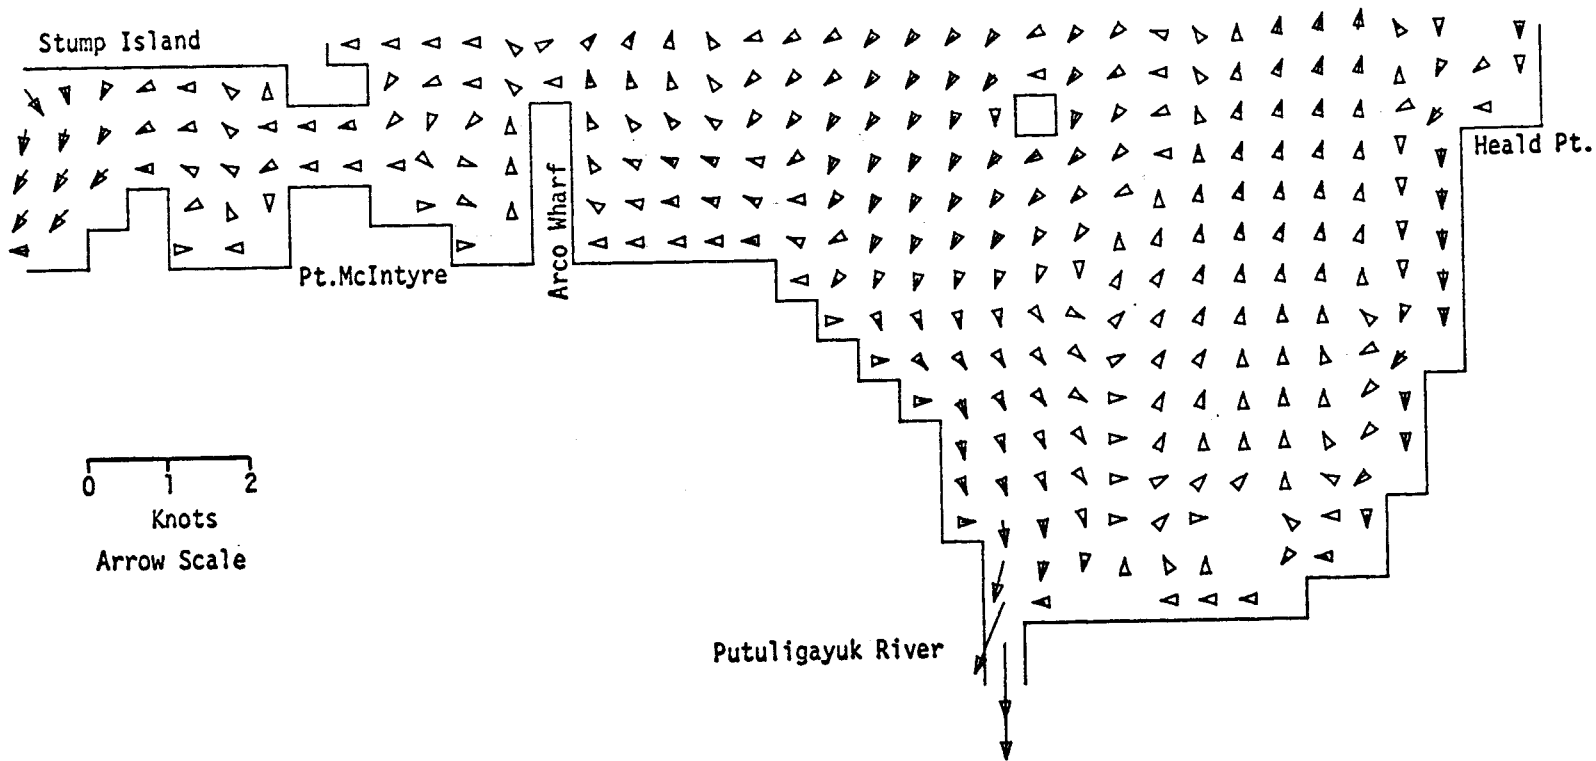 Stump Island
Heald Pt.
Arco Wharf
Pt.McIntyre
0 1 2
Knots
Arrow Scale
Putuligayuk River